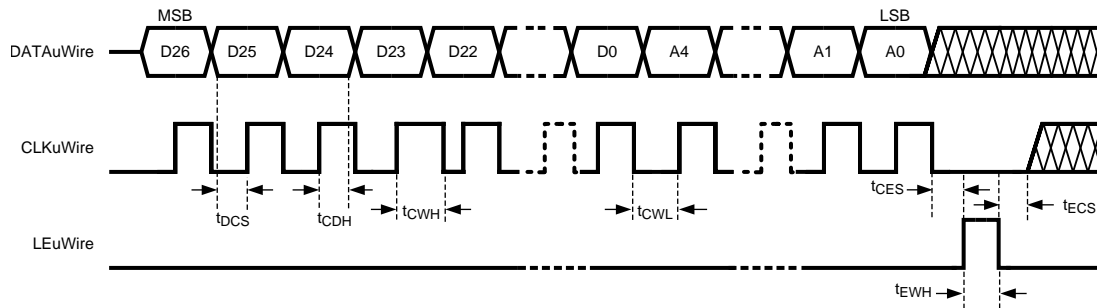 MSB LSB
DATAuWire D26 D25 D24 D23 D22 D0 A4 A1 A0
CLKuWire
tDCS tCDH tCWH tCWL tCES tECS
LEuWire
tEWH